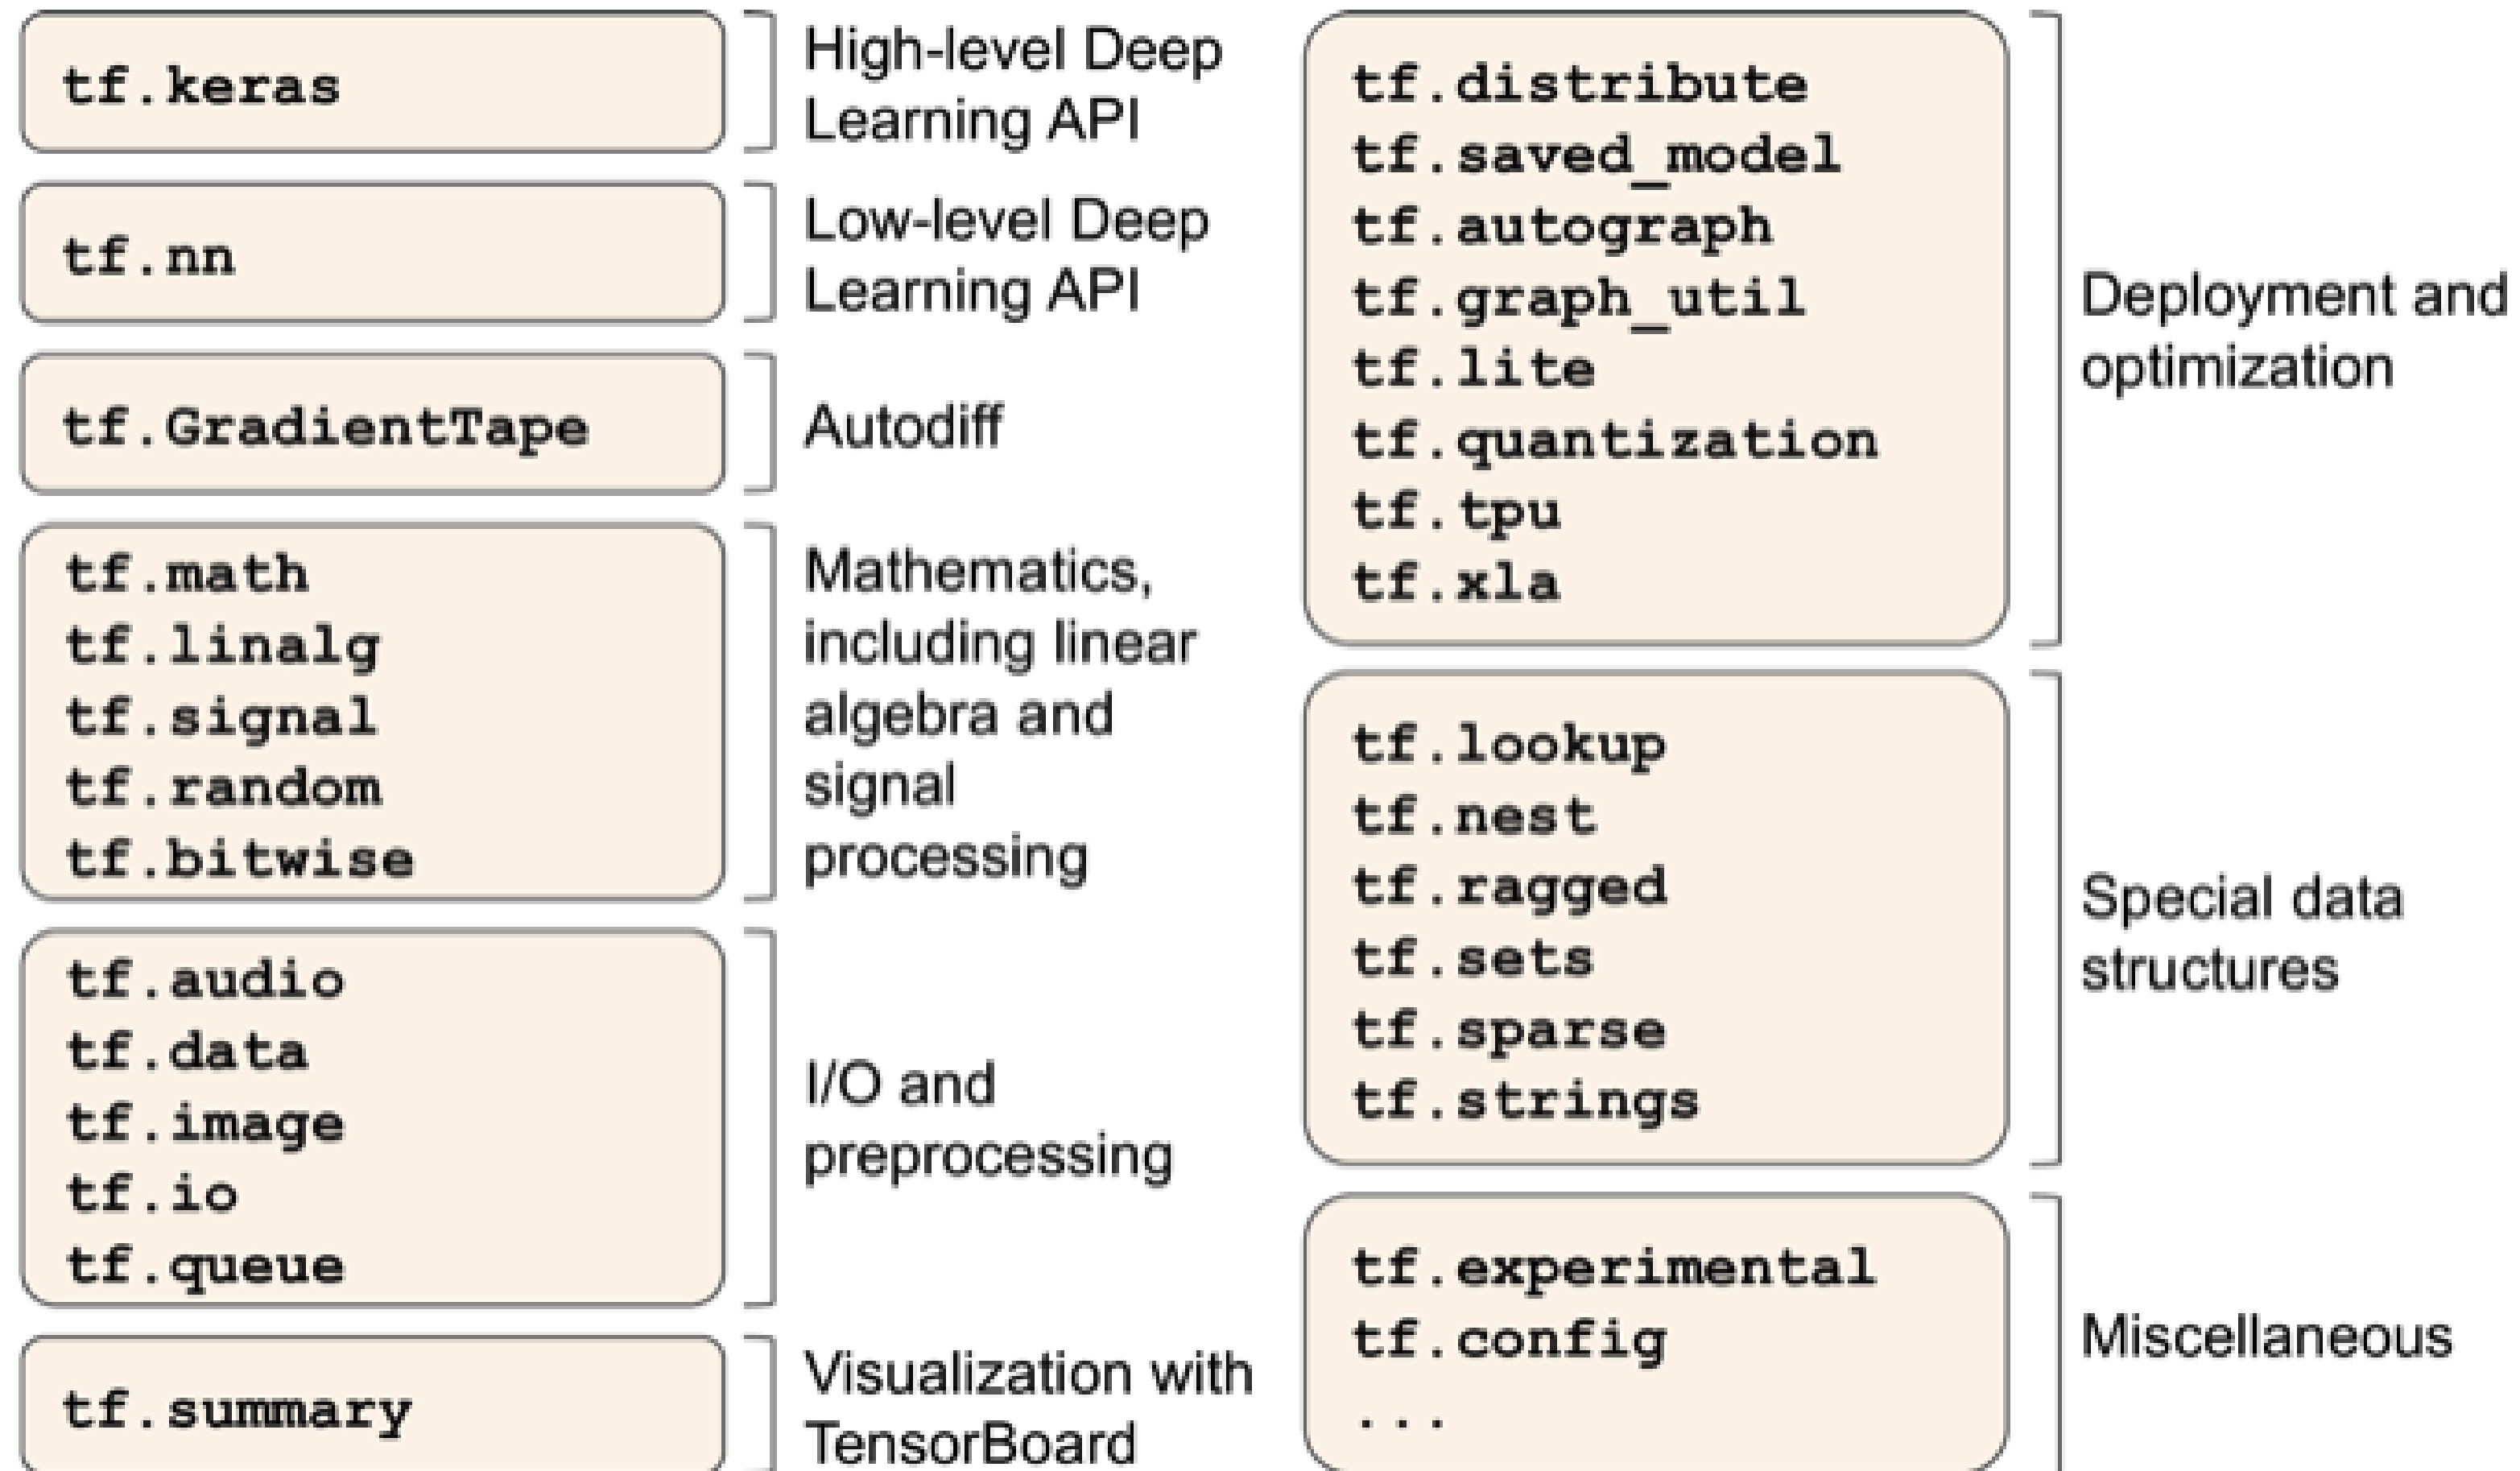 tf.keras
High-level Deep
Learning API
tf.nn
Low-level Deep
Learning API
tf.GradientTape
Autodiff
tf.math
tf.linalg
tf.signal
tf.random
tf.bitwise
Mathematics,
including linear
algebra and
signal
processing
tf.audio
tf.data
tf.image
tf.io
tf.queue
I/O and
preprocessing
tf.summary
Visualization with
TensorBoard
tf.distribute
tf.saved_model
tf.autograph
tf.graph_util
tf.lite
tf.quantization
tf.tpu
tf.xla
Deployment and
optimization
tf.lookup
tf.nest
tf.ragged
tf.sets
tf.sparse
tf.strings
Special data
structures
tf.experimental
tf.config
...
Miscellaneous